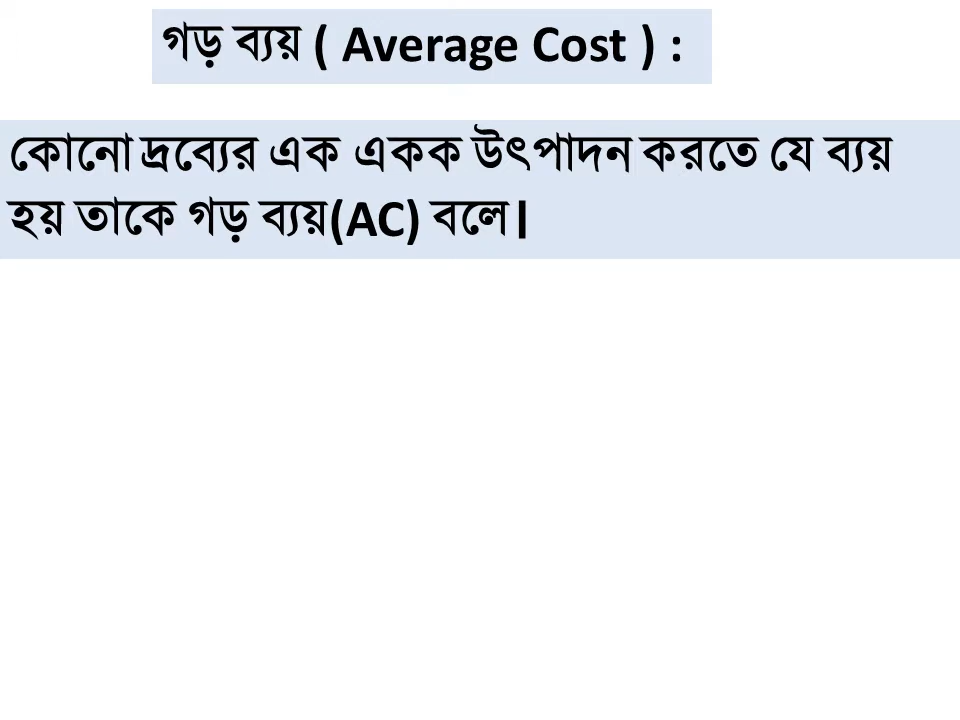 গড় ব্যয় ( Average Cost ) :
কোনো দ্রব্যের এক একক উৎপাদন করতে যে ব্যয়
হয় তাকে গড় ব্যয়(AC) বলে।